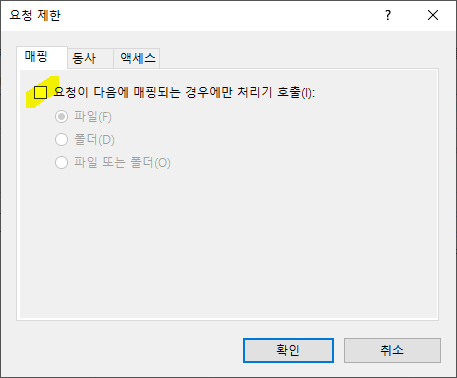 요청 제한
매핑 동사 액세스
요청이 다음에 매핑되는 경우에만 처리기 호출(I):
파일(F)
폴더(D)
파일 또는 폴더(O)
확인 취소